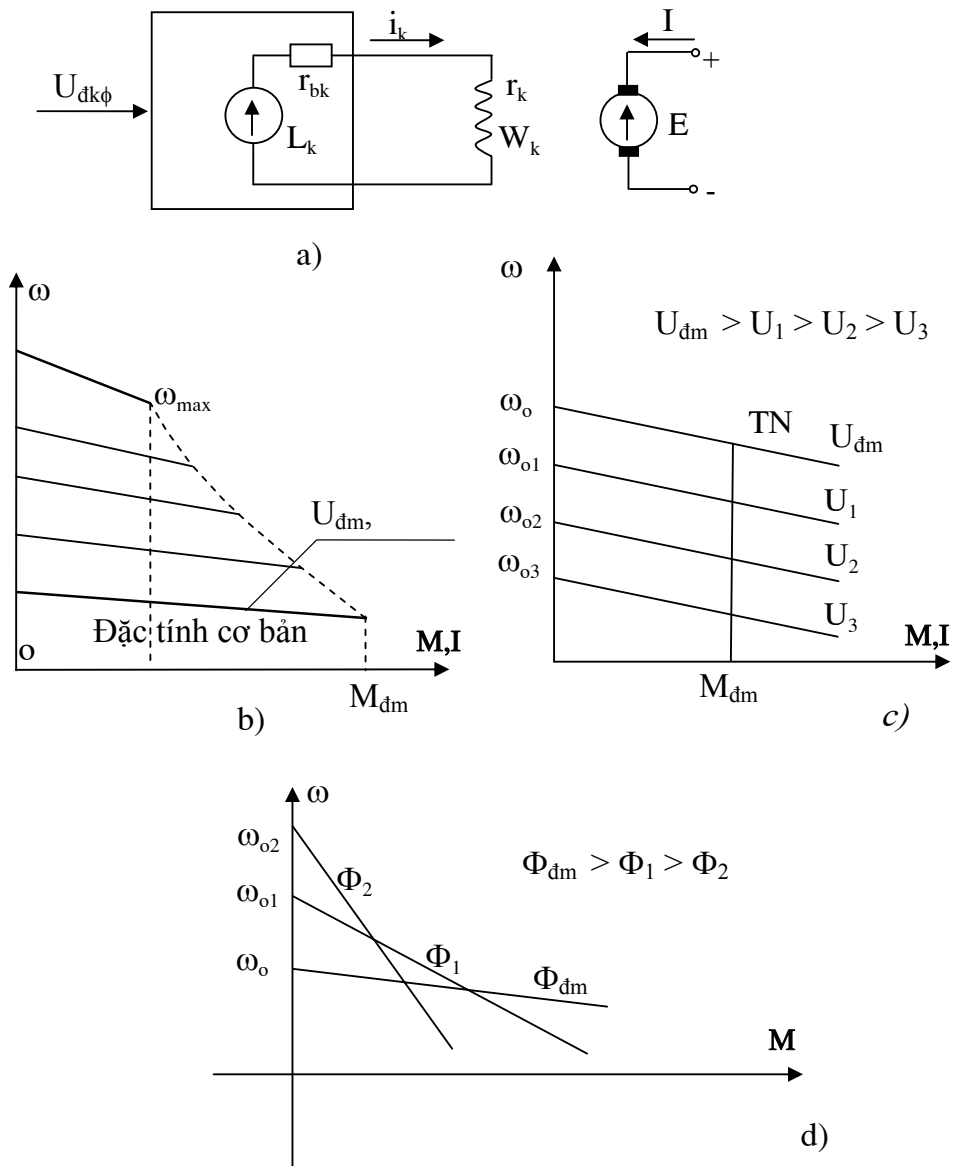 U_đkϕ
r_bk
i_k
L_k
r_k
W_k
I
+
E
-
a)
ω
ω_max
U_đm,
Đặc tính cơ bản
o
M,I
M_đm
b)
ω
U_đm > U_1 > U_2 > U_3
ω_o
TN
U_đm
ω_o1
U_1
ω_o2
U_2
ω_o3
U_3
M,I
M_đm
c)
ω
ω_o2
Φ_đm > Φ_1 > Φ_2
Φ_2
ω_o1
Φ_1
ω_o
Φ_đm
M
d)